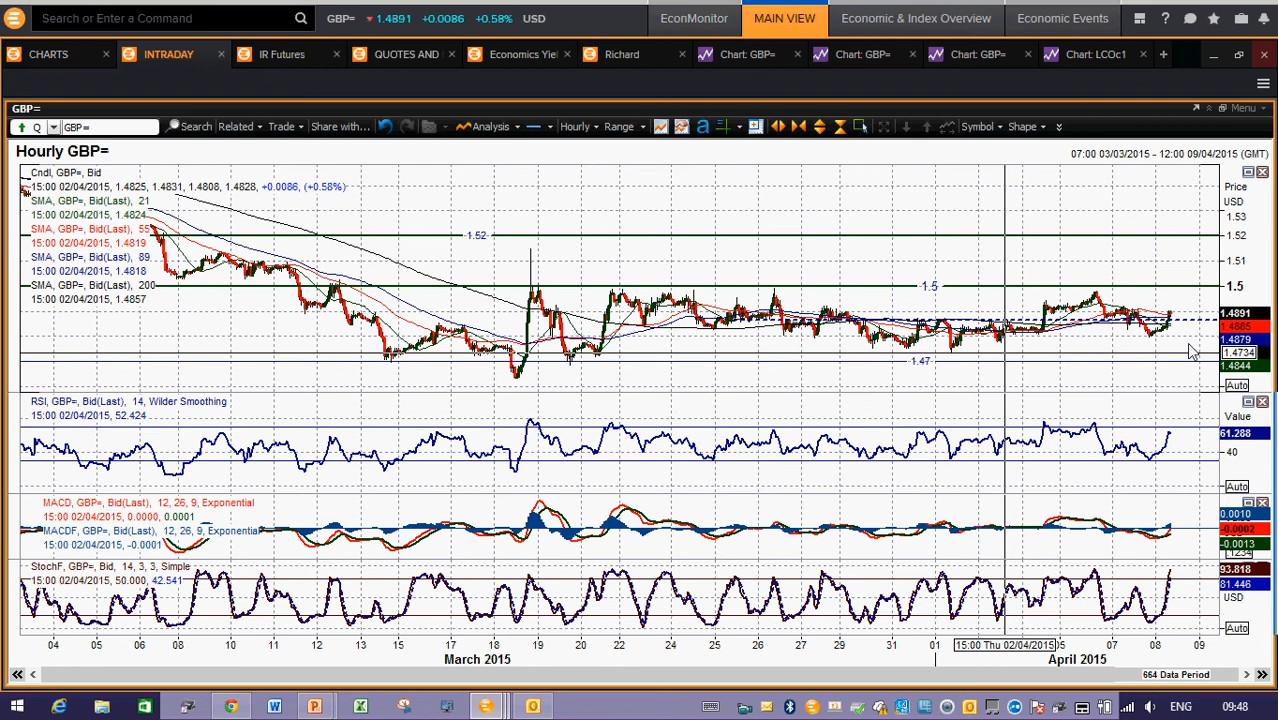 Search or Enter a Command
GBP= 1.4891 +0.0086 +0.58% USD
EconMonitor
MAIN VIEW
Economic & Index Overview
Economic Events
CHARTS
INTRADAY
IR Futures
QUOTES AND
Economics Yiel
Richard
Chart: GBP=
Chart: GBP=
Chart: GBP=
Chart: LCOc1
GBP=
Menu
Q GBP= Search Related Trade Share with... Analysis Hourly Range Symbol Shape
Hourly GBP=
07:00 03/03/2015 - 12:00 09/04/2015 (GMT)
Cndl, GBP=, Bid
15:00 02/04/2015, 1.4825, 1.4831, 1.4808, 1.4828, +0.0086, (+0.58%)
SMA, GBP=, Bid(Last), 21
15:00 02/04/2015, 1.4824
SMA, GBP=, Bid(Last), 55
15:00 02/04/2015, 1.4819
SMA, GBP=, Bid(Last), 89
15:00 02/04/2015, 1.4818
SMA, GBP=, Bid(Last), 200
15:00 02/04/2015, 1.4857
1.52
1.5
1.47
Price
USD
1.53
1.52
1.51
1.5
1.4891
1.4885
1.4879
1.4734
1.4844
Auto
RSI, GBP=, Bid(Last), 14, Wilder Smoothing
15:00 02/04/2015, 52.424
Value
61.288
40
Auto
MACD, GBP=, Bid(Last), 12, 26, 9, Exponential
15:00 02/04/2015, 0.0000, 0.0001
MACDF, GBP=, Bid(Last), 12, 26, 9, Exponential
15:00 02/04/2015, -0.0001
0.0010
-0.0002
-0.0013
StochF, GBP=, Bid, 14, 3, 3, Simple
15:00 02/04/2015, 50.000, 42.541
93.818
81.446
USD
Auto
04 05 06 08 10 11 12 13 15 17 18 19 20 22 23 24 25 26 27 29 31 01 15:00 Thu 02/04/2015 05 07 08 09
March 2015
April 2015
664 Data Period
ENG
09:48